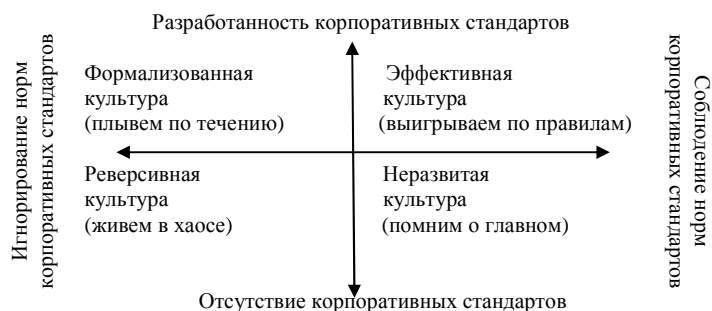 Разработанность корпоративных стандартов
Игнорирование норм
корпоративных стандартов
Формализованная
культура
(плывем по течению)
Эффективная
культура
(выигрываем по правилам)
Реверсивная
культура
(живем в хаосе)
Неразвитая
культура
(помним о главном)
Соблюдение норм
корпоративных стандартов
Отсутствие корпоративных стандартов